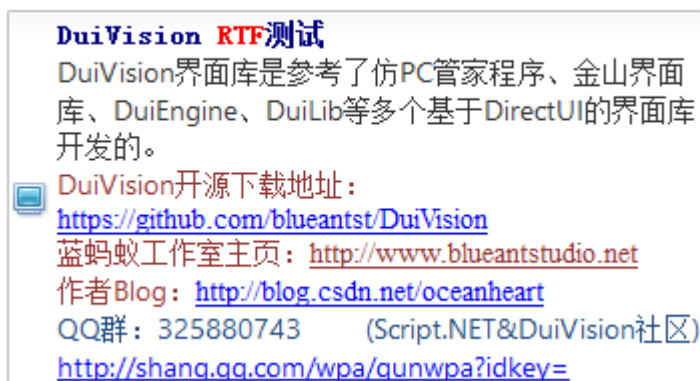 DuiVision RTF测试
DuiVision界面库是参考了仿PC管家程序、金山界面
库、DuiEngine、DuiLib等多个基于DirectUI的界面库
开发的。
DuiVision开源下载地址：
https://github.com/blueantst/DuiVision
蓝蚂蚁工作室主页：http://www.blueantstudio.net
作者Blog：http://blog.csdn.net/oceanheart
QQ群：325880743 (Script.NET&DuiVision社区)
http://shang.qq.com/wpa/qunwpa?idkey=